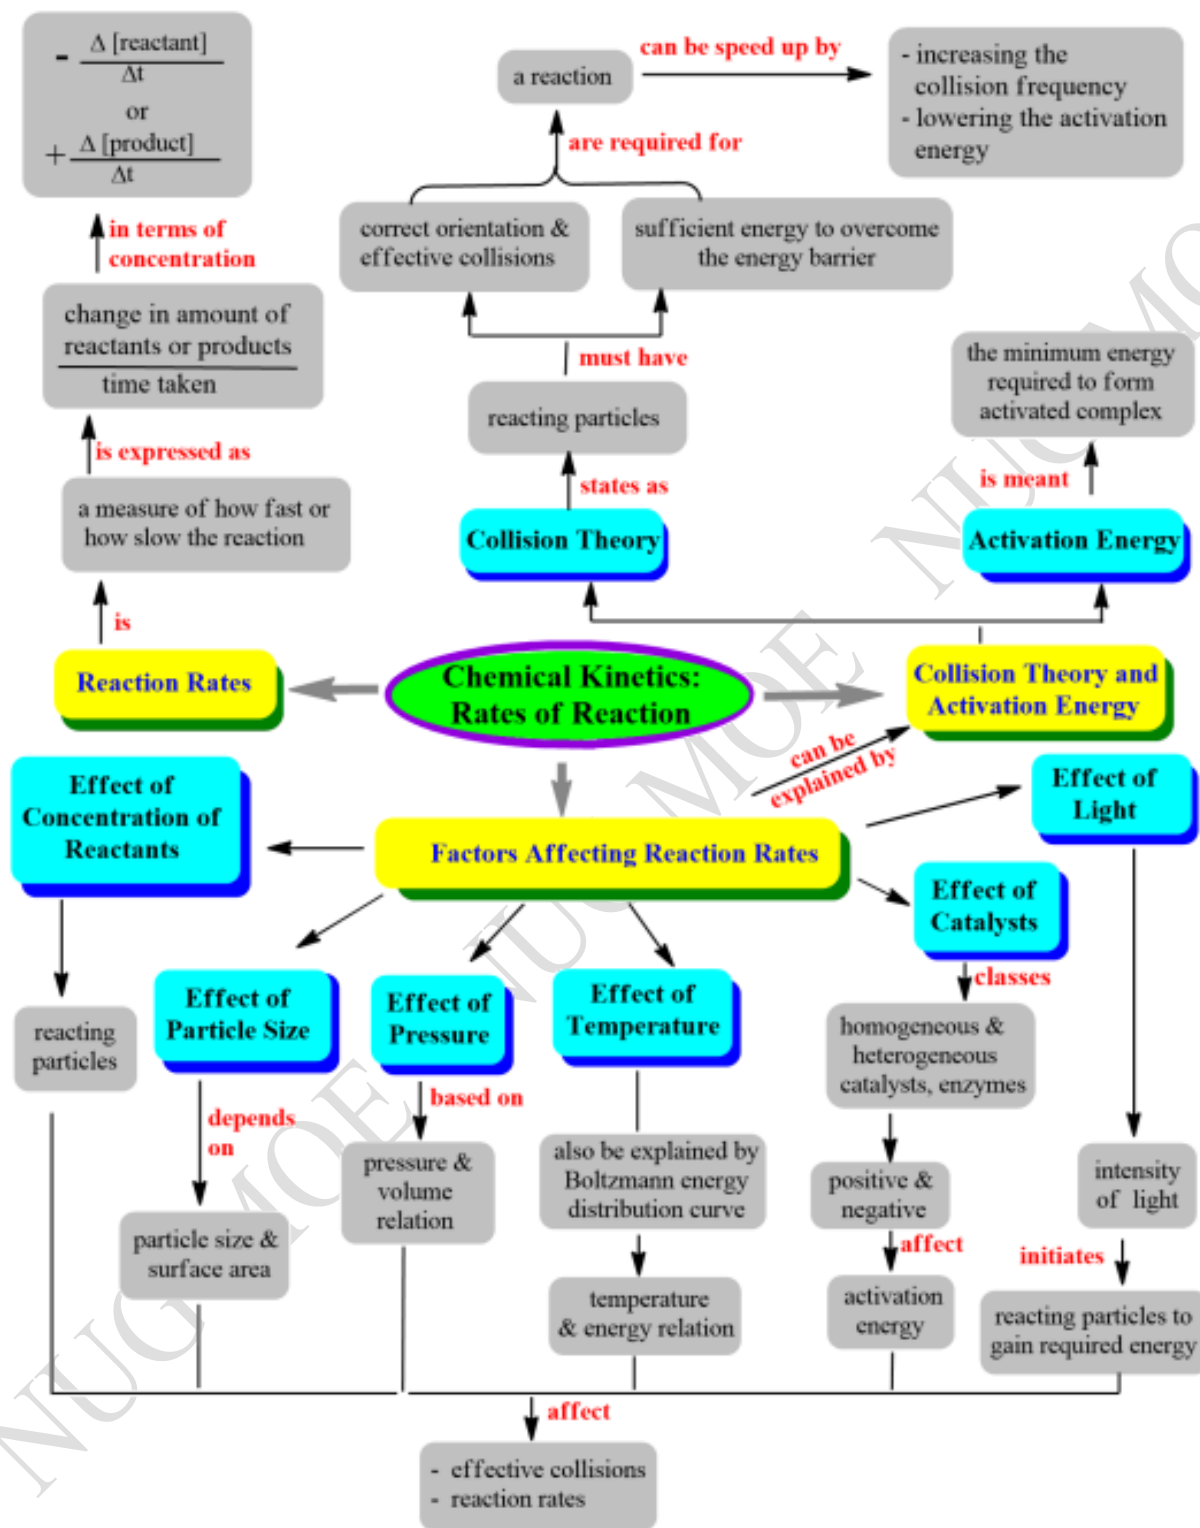 - Δ [reactant]
Δt
or
+ Δ [product]
Δt
in terms of
concentration
change in amount of
reactants or products
time taken
is expressed as
a measure of how fast or
how slow the reaction
is
Reaction Rates
a reaction
can be speed up by
- increasing the
collision frequency
- lowering the activation
energy
are required for
correct orientation &
effective collisions
sufficient energy to overcome
the energy barrier
must have
reacting particles
states as
Collision Theory
the minimum energy
required to form
activated complex
is meant
Activation Energy
Chemical Kinetics:
Rates of Reaction
Collision Theory and
Activation Energy
can be
explained by
Factors Affecting Reaction Rates
Effect of
Concentration of
Reactants
reacting
particles
Effect of
Particle Size
depends
on
particle size &
surface area
Effect of
Pressure
based on
pressure &
volume
relation
Effect of
Temperature
also be explained by
Boltzmann energy
distribution curve
temperature
& energy relation
Effect of
Catalysts
classes
homogeneous &
heterogeneous
catalysts, enzymes
positive &
negative
affect
activation
energy
Effect of
Light
intensity
of light
initiates
reacting particles to
gain required energy
affect
- effective collisions
- reaction rates
NUG MOE NUG MOE NUG MO